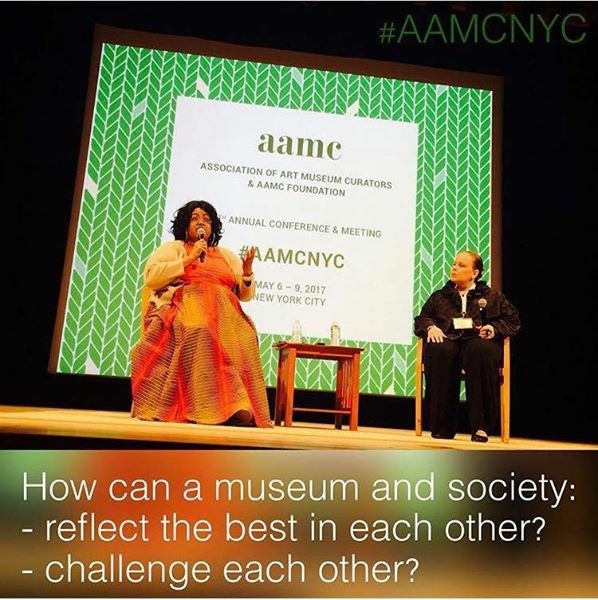 #AAMCNYC
aamc
ASSOCIATION OF ART MUSEUM CURATORS
& AAMC FOUNDATION
ANNUAL CONFERENCE & MEETING
#AAMCNYC
MAY 6 – 9, 2017
NEW YORK CITY
How can a museum and society:
- reflect the best in each other?
- challenge each other?